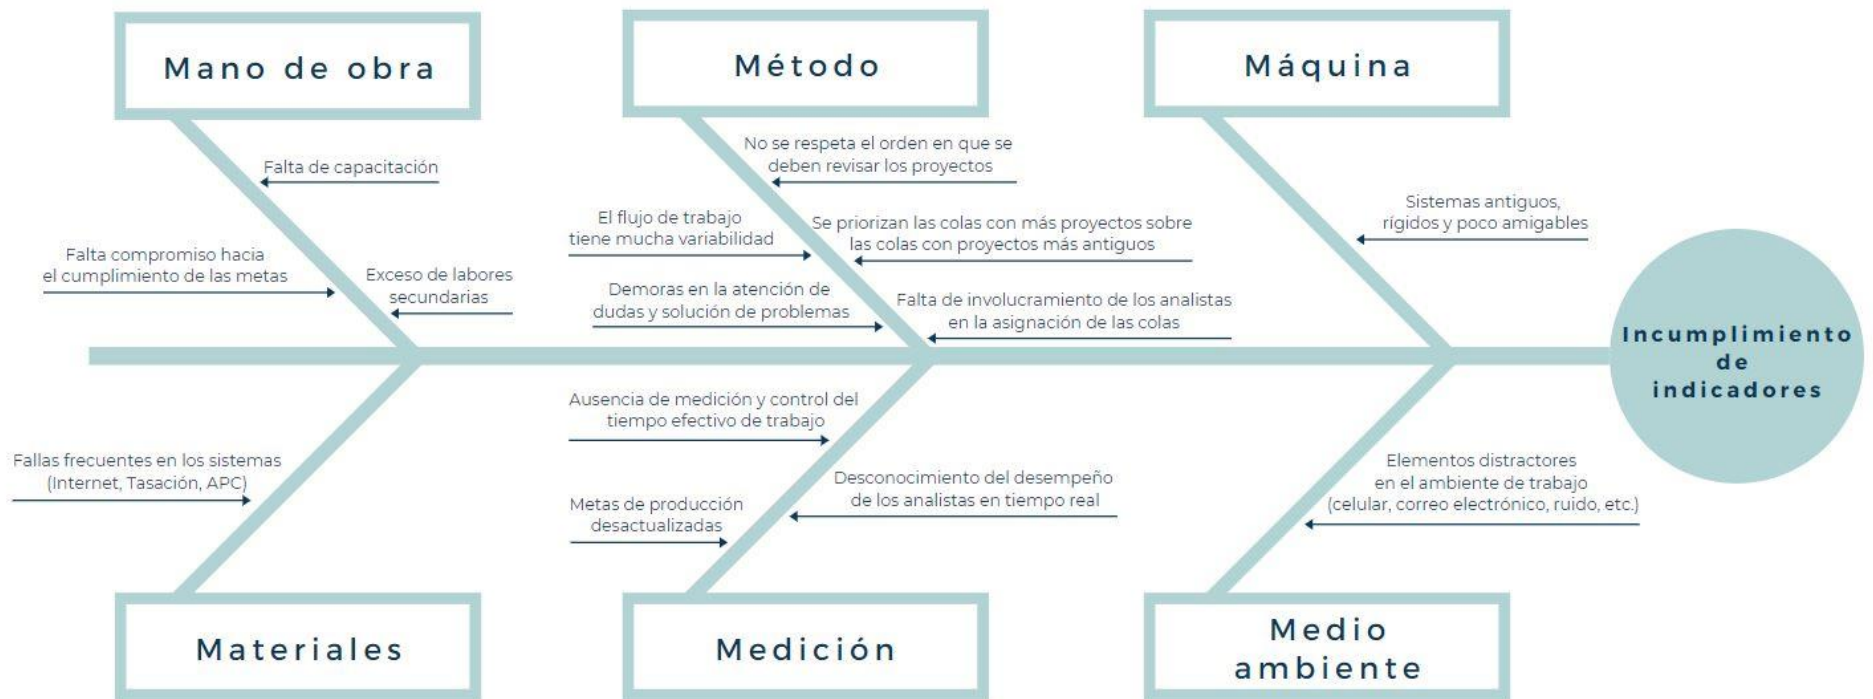 Mano de obra
Método
Máquina
Falta de capacitación
Falta compromiso hacia
el cumplimiento de las metas
Exceso de labores
secundarias
No se respeta el orden en que se
deben revisar los proyectos
El flujo de trabajo
tiene mucha variabilidad
Se priorizan las colas con más proyectos sobre
las colas con proyectos más antiguos
Demoras en la atención de
dudas y solución de problemas
Falta de involucramiento de los analistas
en la asignación de las colas
Sistemas antiguos,
rígidos y poco amigables
Incumplimiento
de
indicadores
Fallas frecuentes en los sistemas
(Internet, Tasación, APC)
Ausencia de medición y control del
tiempo efectivo de trabajo
Desconocimiento del desempeño
de los analistas en tiempo real
Metas de producción
desactualizadas
Elementos distractores
en el ambiente de trabajo
(celular, correo electrónico, ruido, etc.)
Materiales
Medición
Medio
ambiente